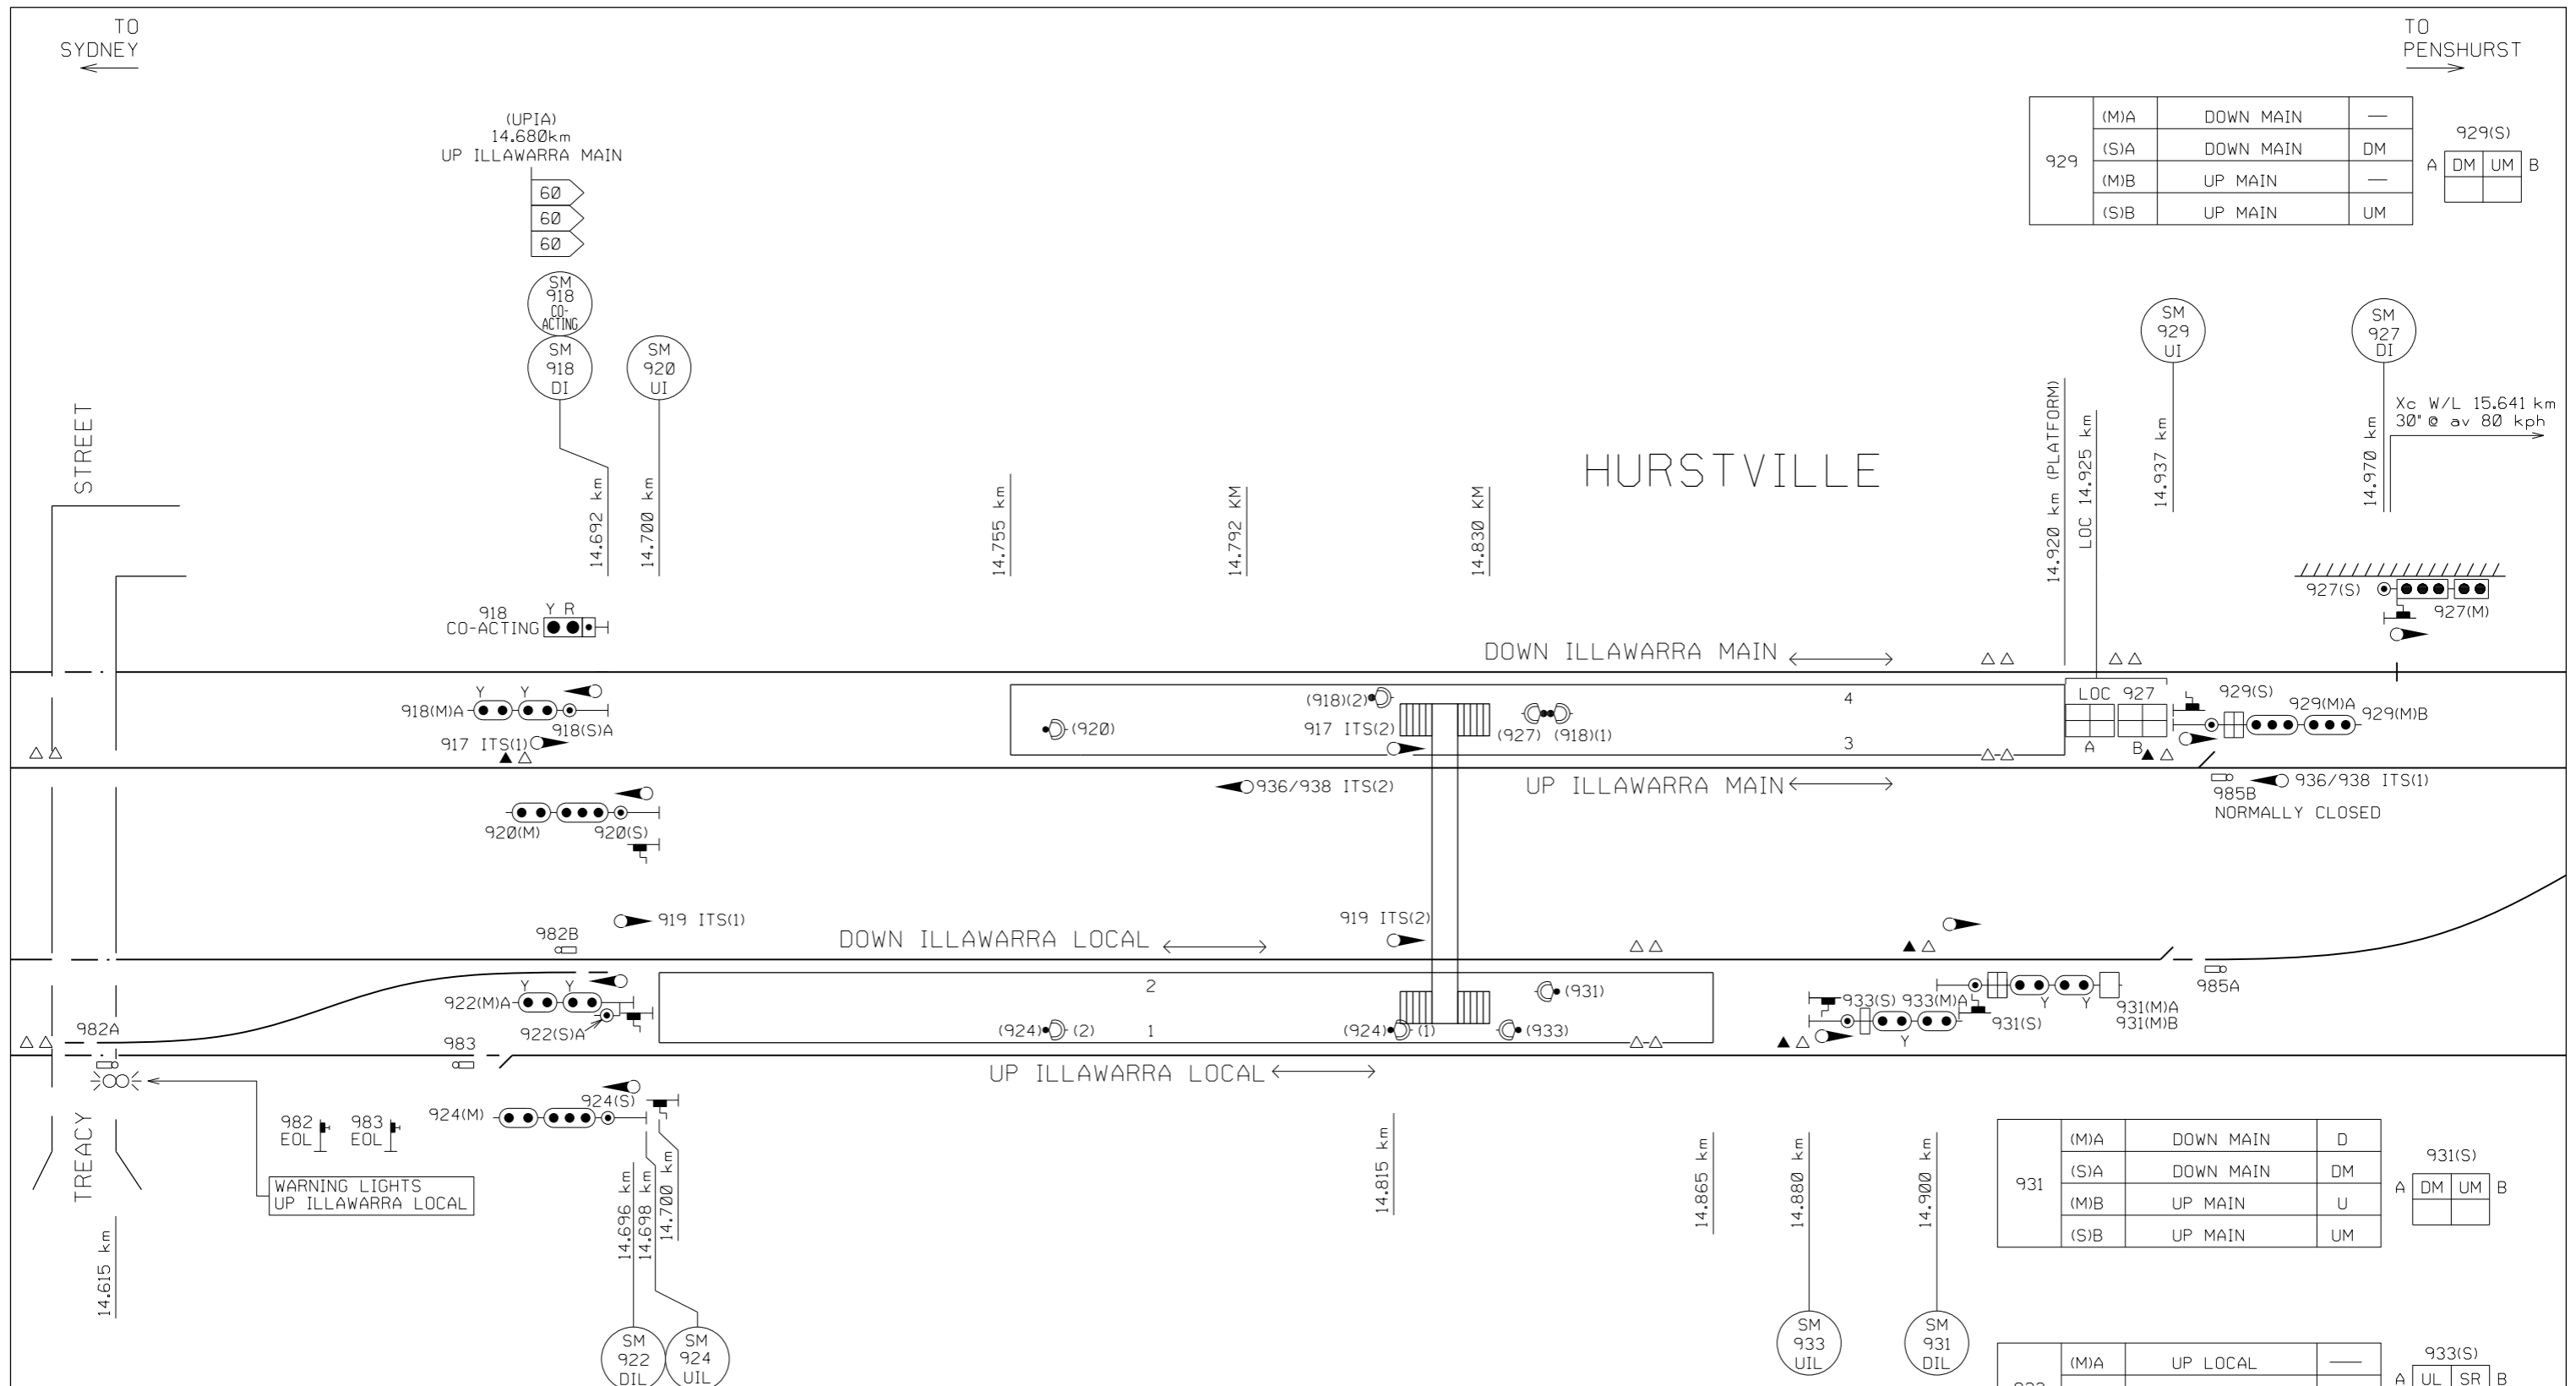 TO
SYDNEY
TO
PENSHURST
(UPIA)
14.680km
UP ILLAWARRA MAIN
60
60
60
SM
918
CO-
ACTING
SM
918
DI
SM
920
UI
929
(M)A DOWN MAIN —
(S)A DOWN MAIN DM
(M)B UP MAIN —
(S)B UP MAIN UM
929(S)
A DM UM B
SM
929
UI
SM
927
DI
STREET
14.692 km
14.700 km
14.755 km
14.792 KM
14.830 KM
HURSTVILLE
14.920 km (PLATFORM)
LOC 14.925 km
14.937 km
14.970 km
Xc W/L 15.641 km
30" @ av 80 kph
918
CO-ACTING
Y R
927(S)
927(M)
DOWN ILLAWARRA MAIN
Y Y
918(M)A
918(S)A
917 ITS(1)
(920)
(918)(2)
917 ITS(2)
(927) (918)(1)
4
3
LOC 927
A B
929(S)
929(M)A
929(M)B
UP ILLAWARRA MAIN
936/938 ITS(2)
985B
936/938 ITS(1)
NORMALLY CLOSED
920(M)
920(S)
919 ITS(1)
919 ITS(2)
982B
DOWN ILLAWARRA LOCAL
Y Y
922(M)A
922(S)A
2
1
(931)
(924) (2)
(924) (1)
(933)
933(S) 933(M)A
Y
Y Y
931(S)
931(M)A
931(M)B
985A
982A
983
UP ILLAWARRA LOCAL
924(M)
924(S)
982
EOL
983
EOL
TREACY
WARNING LIGHTS
UP ILLAWARRA LOCAL
14.615 km
14.696 km
14.698 km
14.700 km
14.815 km
14.865 km
14.880 km
14.900 km
931
(M)A DOWN MAIN D
(S)A DOWN MAIN DM
(M)B UP MAIN U
(S)B UP MAIN UM
931(S)
A DM UM B
SM
922
DIL
SM
924
UIL
SM
933
UIL
SM
931
DIL
(M)A UP LOCAL —
933(S)
A UL SR B